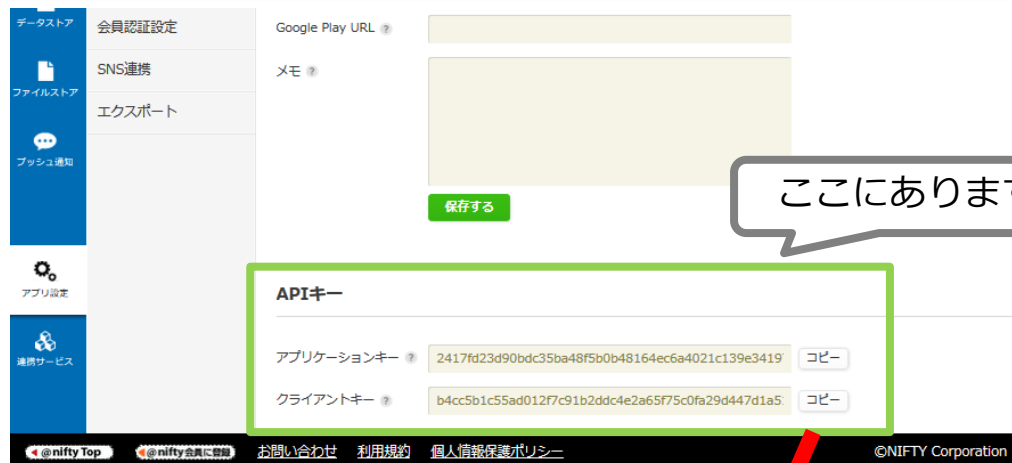 データストア
会員認証設定
Google Play URL ?
SNS連携
メモ ?
ファイルストア
エクスポート
プッシュ通知
保存する
ここにありま
アプリ設定
APIキー
連携サービス
アプリケーションキー ?
2417fd23d90bdc35ba48f5b0b48164ec6a4021c139e3419
コピー
クライアントキー ?
b4cc5b1c55ad012f7c91b2ddc4e2a65f75c0fa29d447d1a5
コピー
@nifty Top
@nifty会員に登録
お問い合わせ
利用規約
個人情報保護ポリシー
©NIFTY Corporation